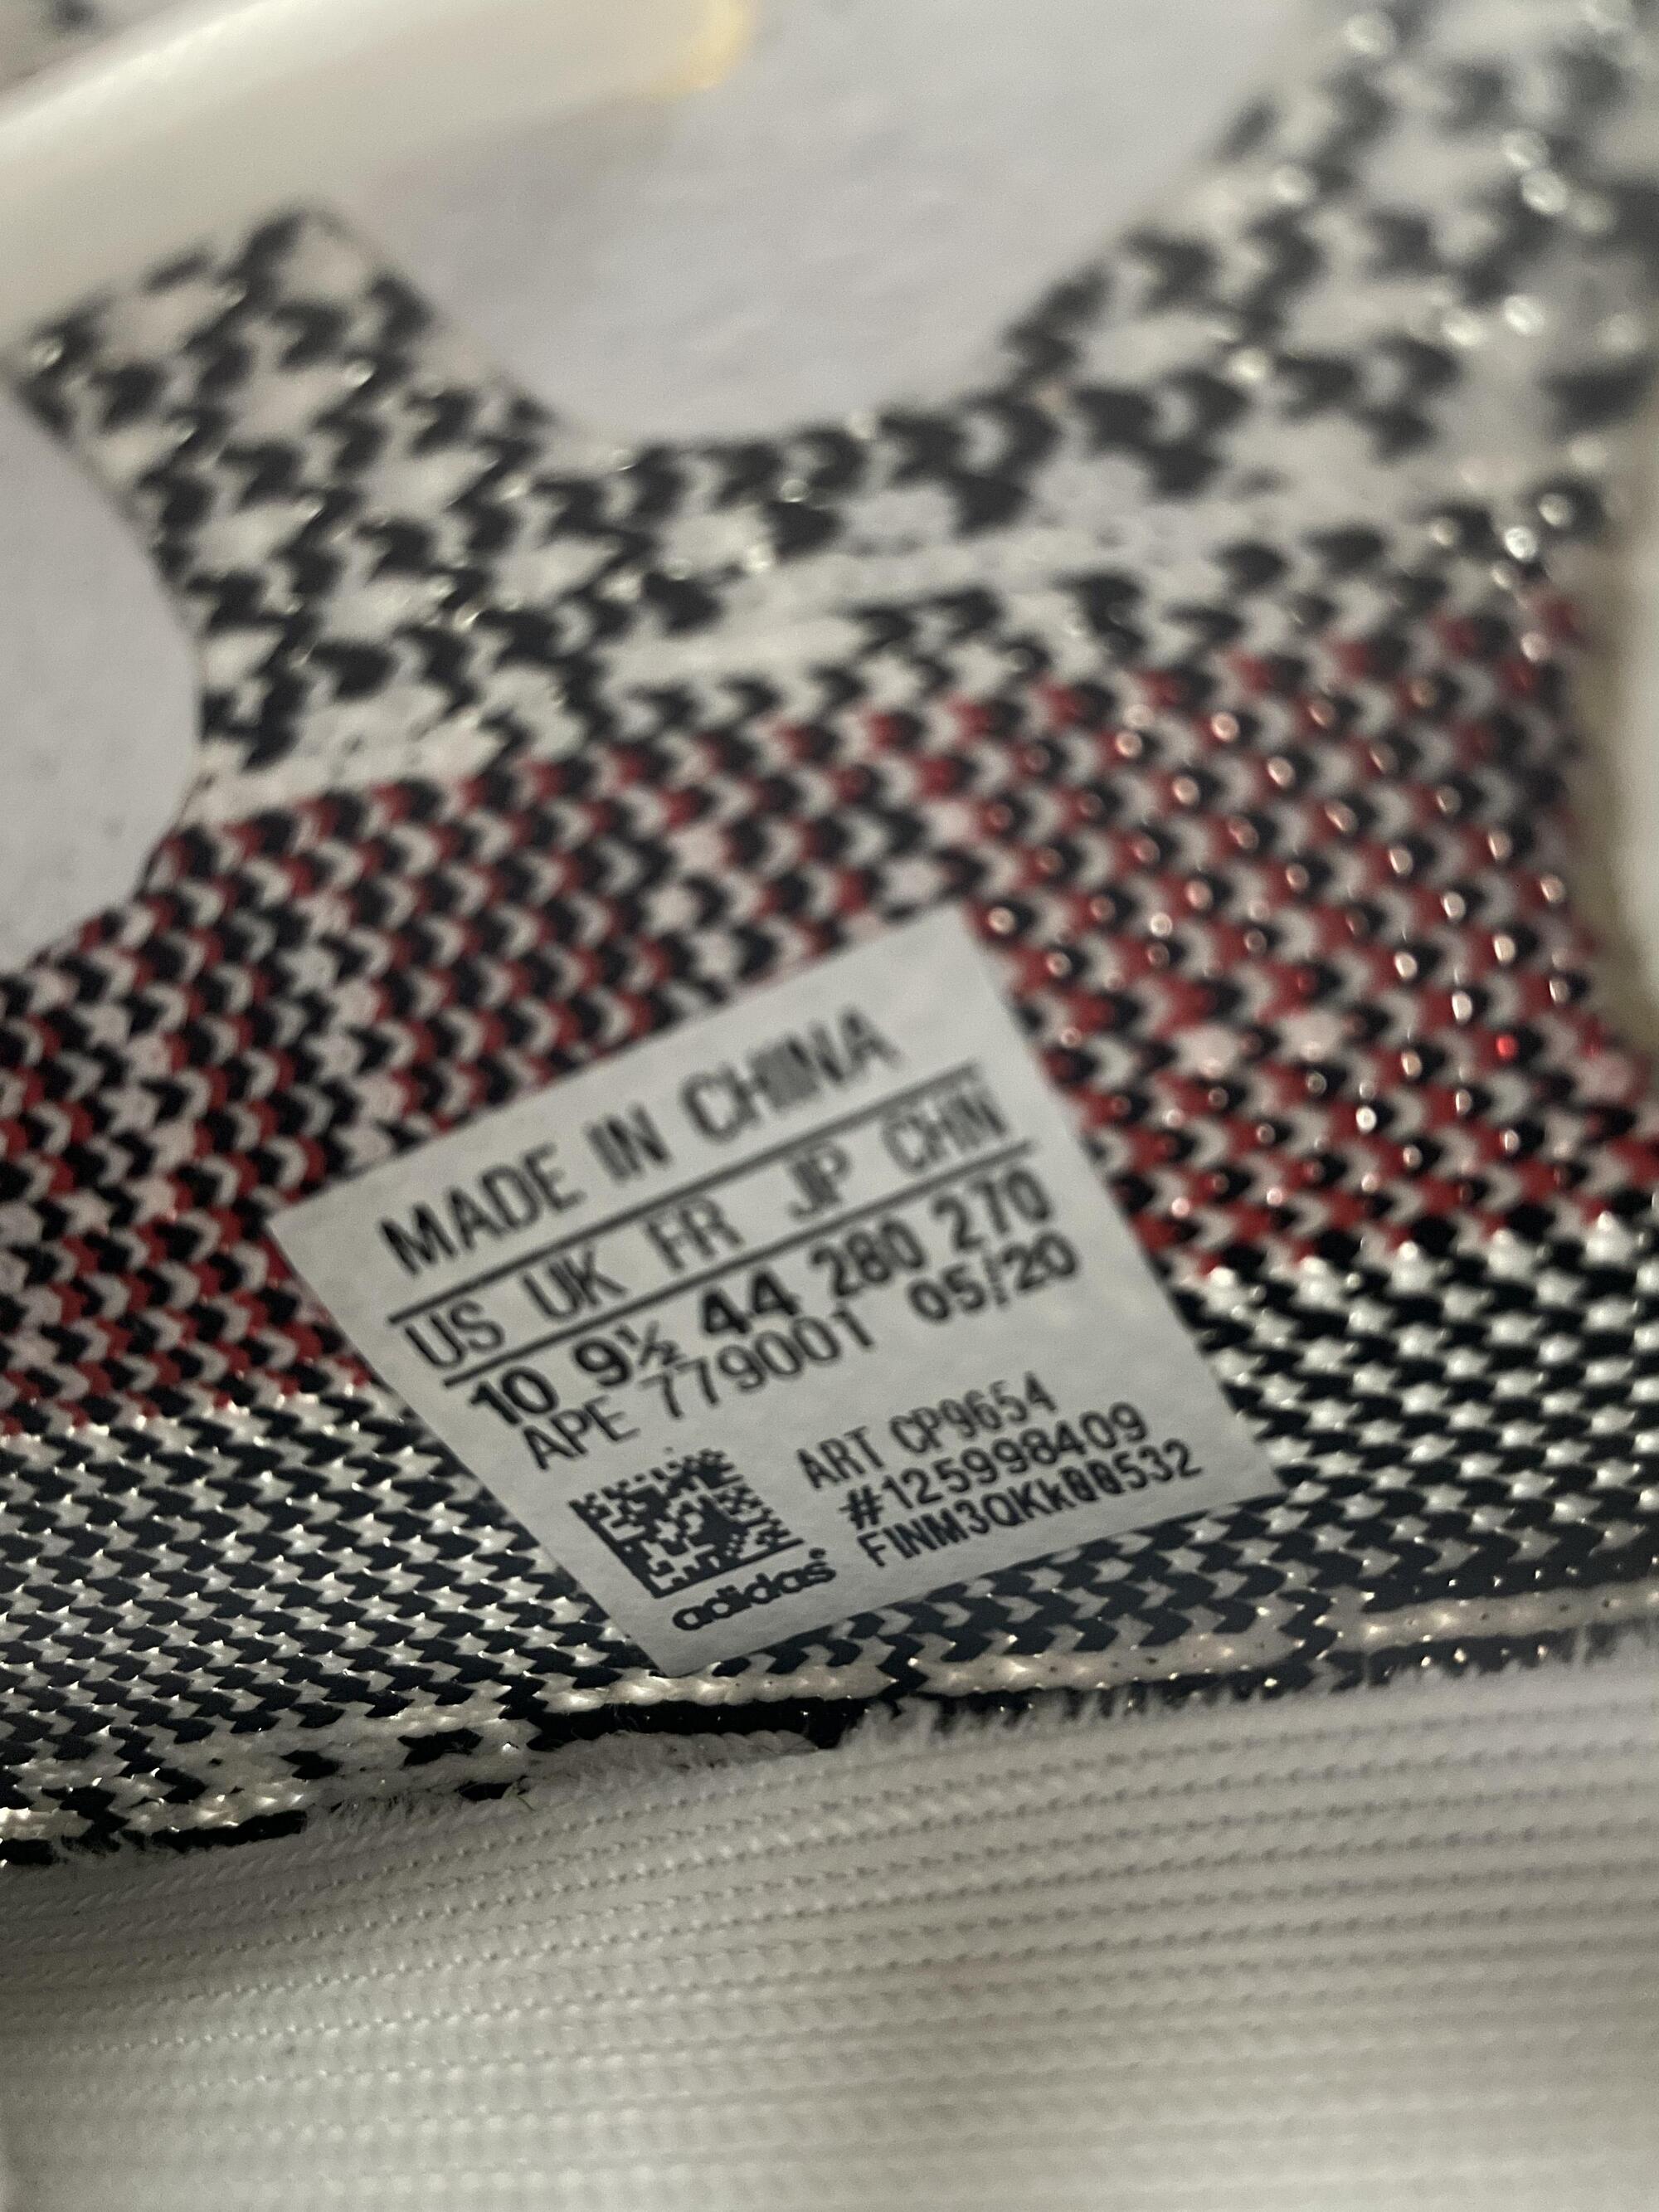 MADE IN CHINA
US UK FR JP CHN
10 9½ 44 280 270
APE 779001 05/20
ART CP9654
#125998409
FINM3QKK00532
adidas